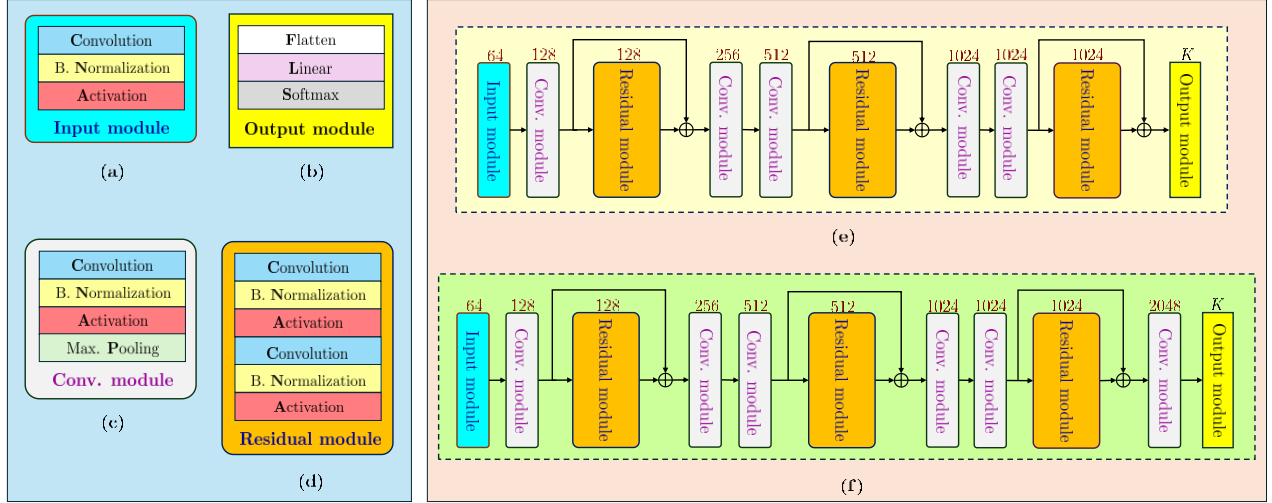 Convolution
B. Normalization
Activation
Input module
(a)
Flatten
Linear
Softmax
Output module
(b)
Convolution
B. Normalization
Activation
Max. Pooling
Conv. module
(c)
Convolution
B. Normalization
Activation
Convolution
B. Normalization
Activation
Residual module
(d)
64 128 128 256 512 512 1024 1024 1024 K
Input module
Conv. module
Residual module
Conv. module
Conv. module
Residual module
Conv. module
Conv. module
Residual module
Output module
(e)
64 128 128 256 512 512 1024 1024 1024 2048 K
Input module
Conv. module
Residual module
Conv. module
Conv. module
Residual module
Conv. module
Conv. module
Residual module
Conv. module
Output module
(f)